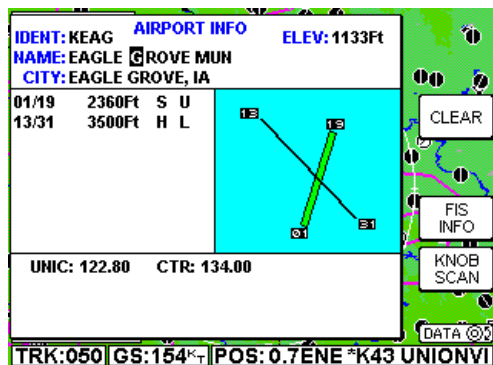 AIRPORT INFO
IDENT: KEAG ELEV: 1133Ft
NAME: EAGLE GROVE MUN
CITY: EAGLE GROVE, IA
01/19 2360Ft S U
13/31 3500Ft H L
13 19
31
01
UNIC: 122.80 CTR: 134.00
CLEAR
FIS
INFO
KNOB
SCAN
DATA
TRK:050 GS:154KT POS: 0.7ENE *K43 UNIONVI